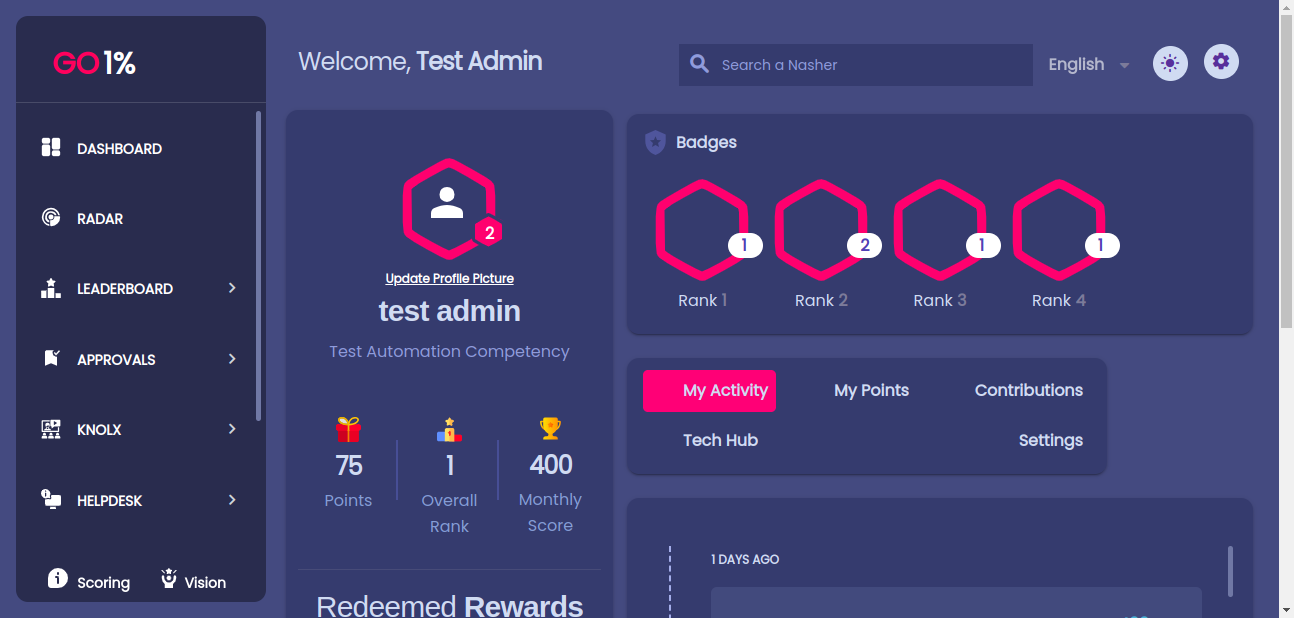 GO 1%
DASHBOARD
RADAR
LEADERBOARD
APPROVALS
KNOLX
HELPDESK
Scoring Vision
Welcome, Test Admin
Search a Nasher
English
2
Update Profile Picture
test admin
Test Automation Competency
75 1 400
Points Overall Monthly
Rank Score
Redeemed Rewards
Badges
1 2 1 1
Rank 1 Rank 2 Rank 3 Rank 4
My Activity My Points Contributions
Tech Hub Settings
1 DAYS AGO